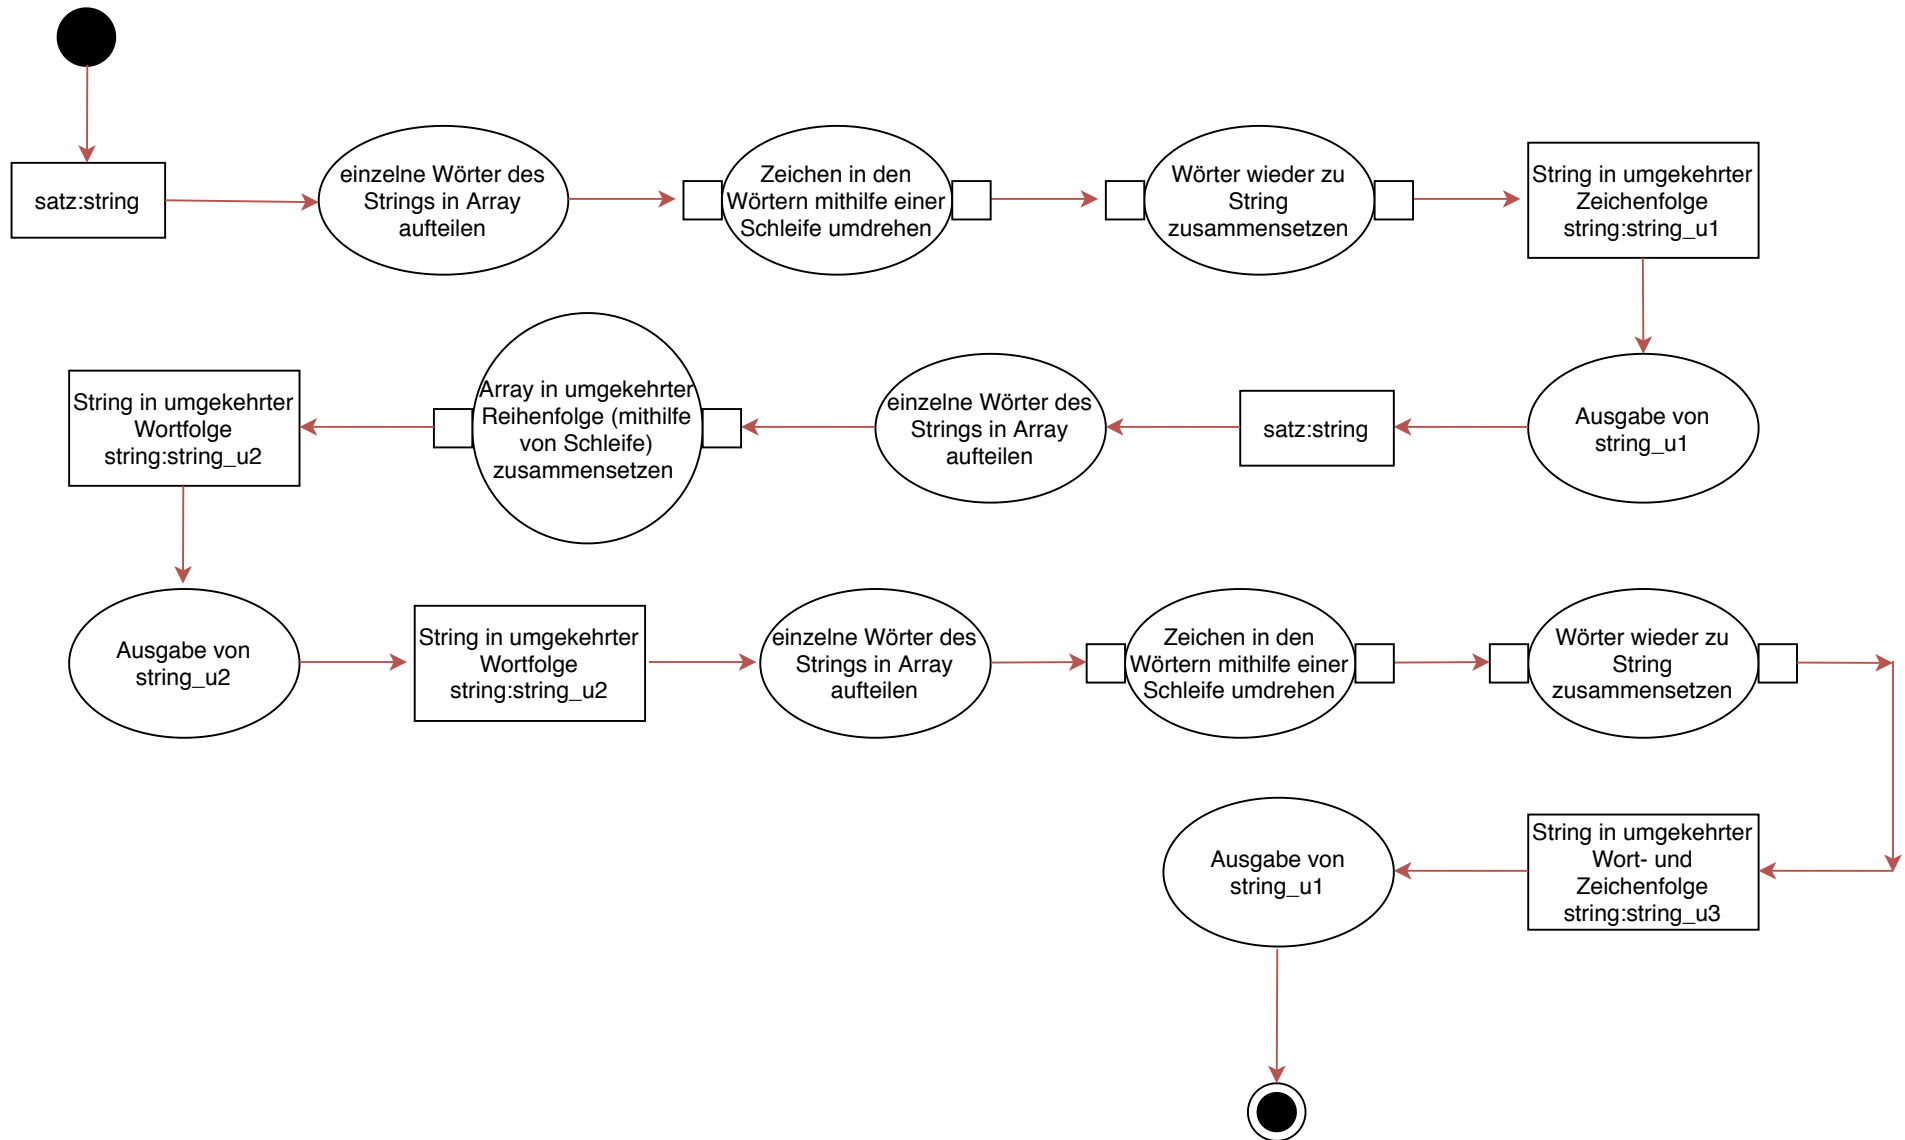 satz:string
einzelne Wörter des
Strings in Array
aufteilen
Zeichen in den
Wörtern mithilfe einer
Schleife umdrehen
Wörter wieder zu
String
zusammensetzen
String in umgekehrter
Zeichenfolge
string:string_u1
Ausgabe von
string_u1
satz:string
einzelne Wörter des
Strings in Array
aufteilen
Array in umgekehrter
Reihenfolge (mithilfe
von Schleife)
zusammensetzen
String in umgekehrter
Wortfolge
string:string_u2
Ausgabe von
string_u2
String in umgekehrter
Wortfolge
string:string_u2
einzelne Wörter des
Strings in Array
aufteilen
Zeichen in den
Wörtern mithilfe einer
Schleife umdrehen
Wörter wieder zu
String
zusammensetzen
String in umgekehrter
Wort- und
Zeichenfolge
string:string_u3
Ausgabe von
string_u1